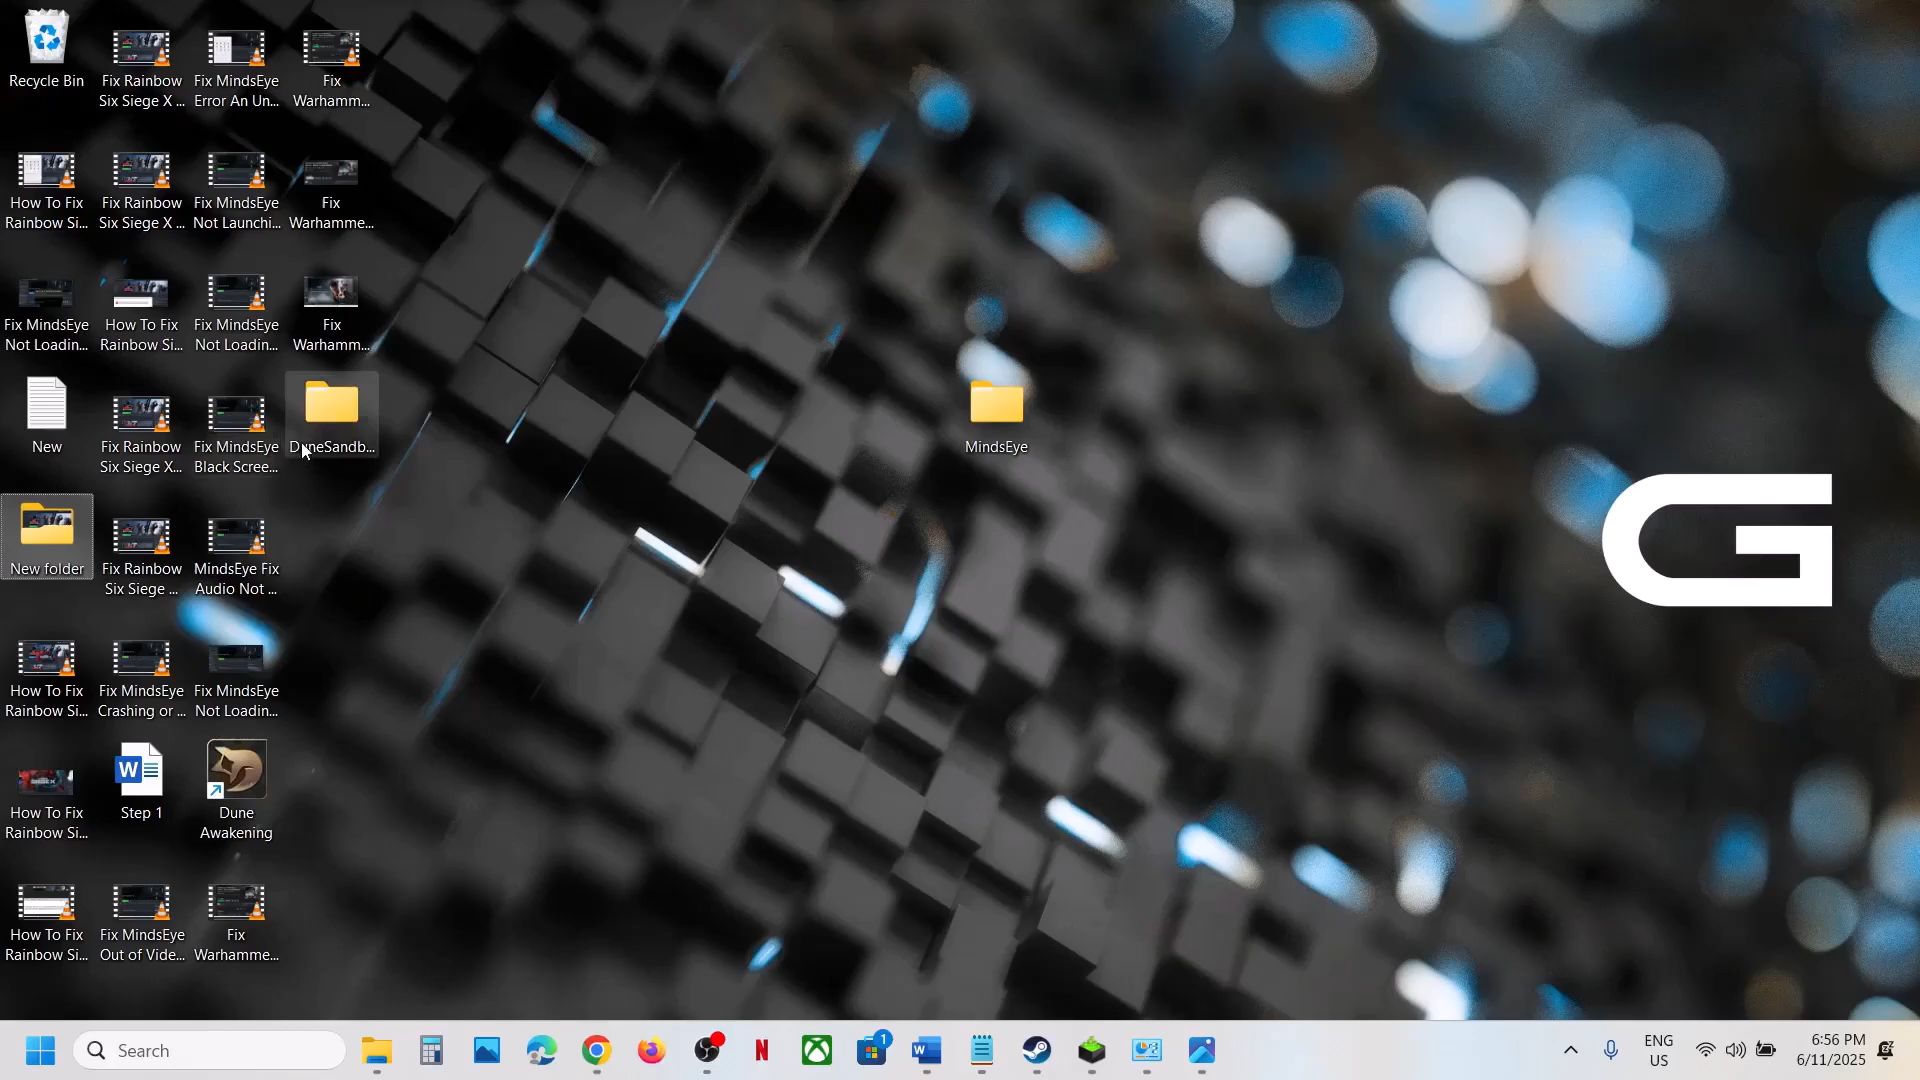 Recycle Bin
Fix Rainbow
Six Siege X ...
Fix MindsEye
Error An Un...
Fix
Warhamm...
How To Fix
Rainbow Si...
Fix Rainbow
Six Siege X ...
Fix MindsEye
Not Launchi...
Fix
Warhamme...
Fix MindsEye
Not Loadin...
How To Fix
Rainbow Si...
Fix MindsEye
Not Loadin...
Fix
Warhamm...
New
Fix Rainbow
Six Siege X...
Fix MindsEye
Black Scree...
DuneSandb...
MindsEye
New folder
Fix Rainbow
Six Siege ...
MindsEye Fix
Audio Not ...
G
How To Fix
Rainbow Si...
Fix MindsEye
Crashing or ...
Fix MindsEye
Not Loadin...
How To Fix
Rainbow Si...
W
Step 1
Dune
Awakening
How To Fix
Rainbow Si...
Fix MindsEye
Out of Vide...
Fix
Warhamme...
Search
N
1
W
ENG
US
6:56 PM
6/11/2025